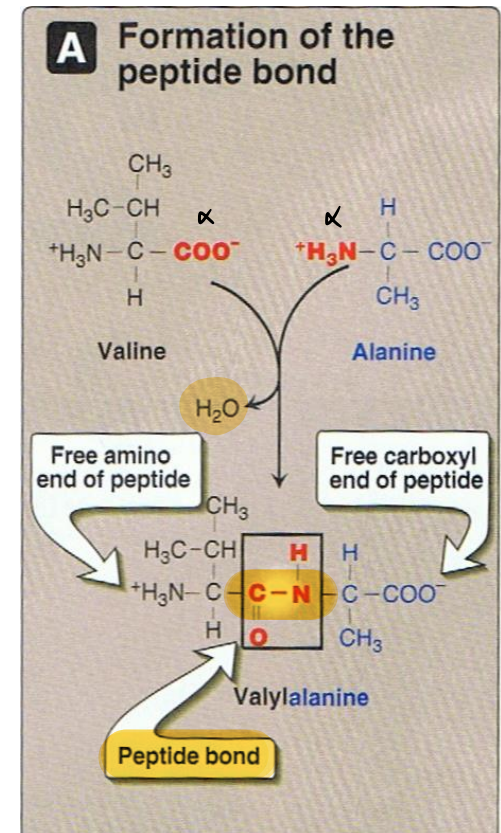 A
Formation of the
peptide bond
CH₃
H₃C–CH
α
α
H
⁺H₃N–C–COO⁻
⁺H₃N–C–COO⁻
H
CH₃
Valine
Alanine
H₂O
Free amino
end of peptide
Free carboxyl
end of peptide
CH₃
H₃C–CH
H
H
⁺H₃N–C–C–N–C–COO⁻
H
O
CH₃
Valylalanine
Peptide bond